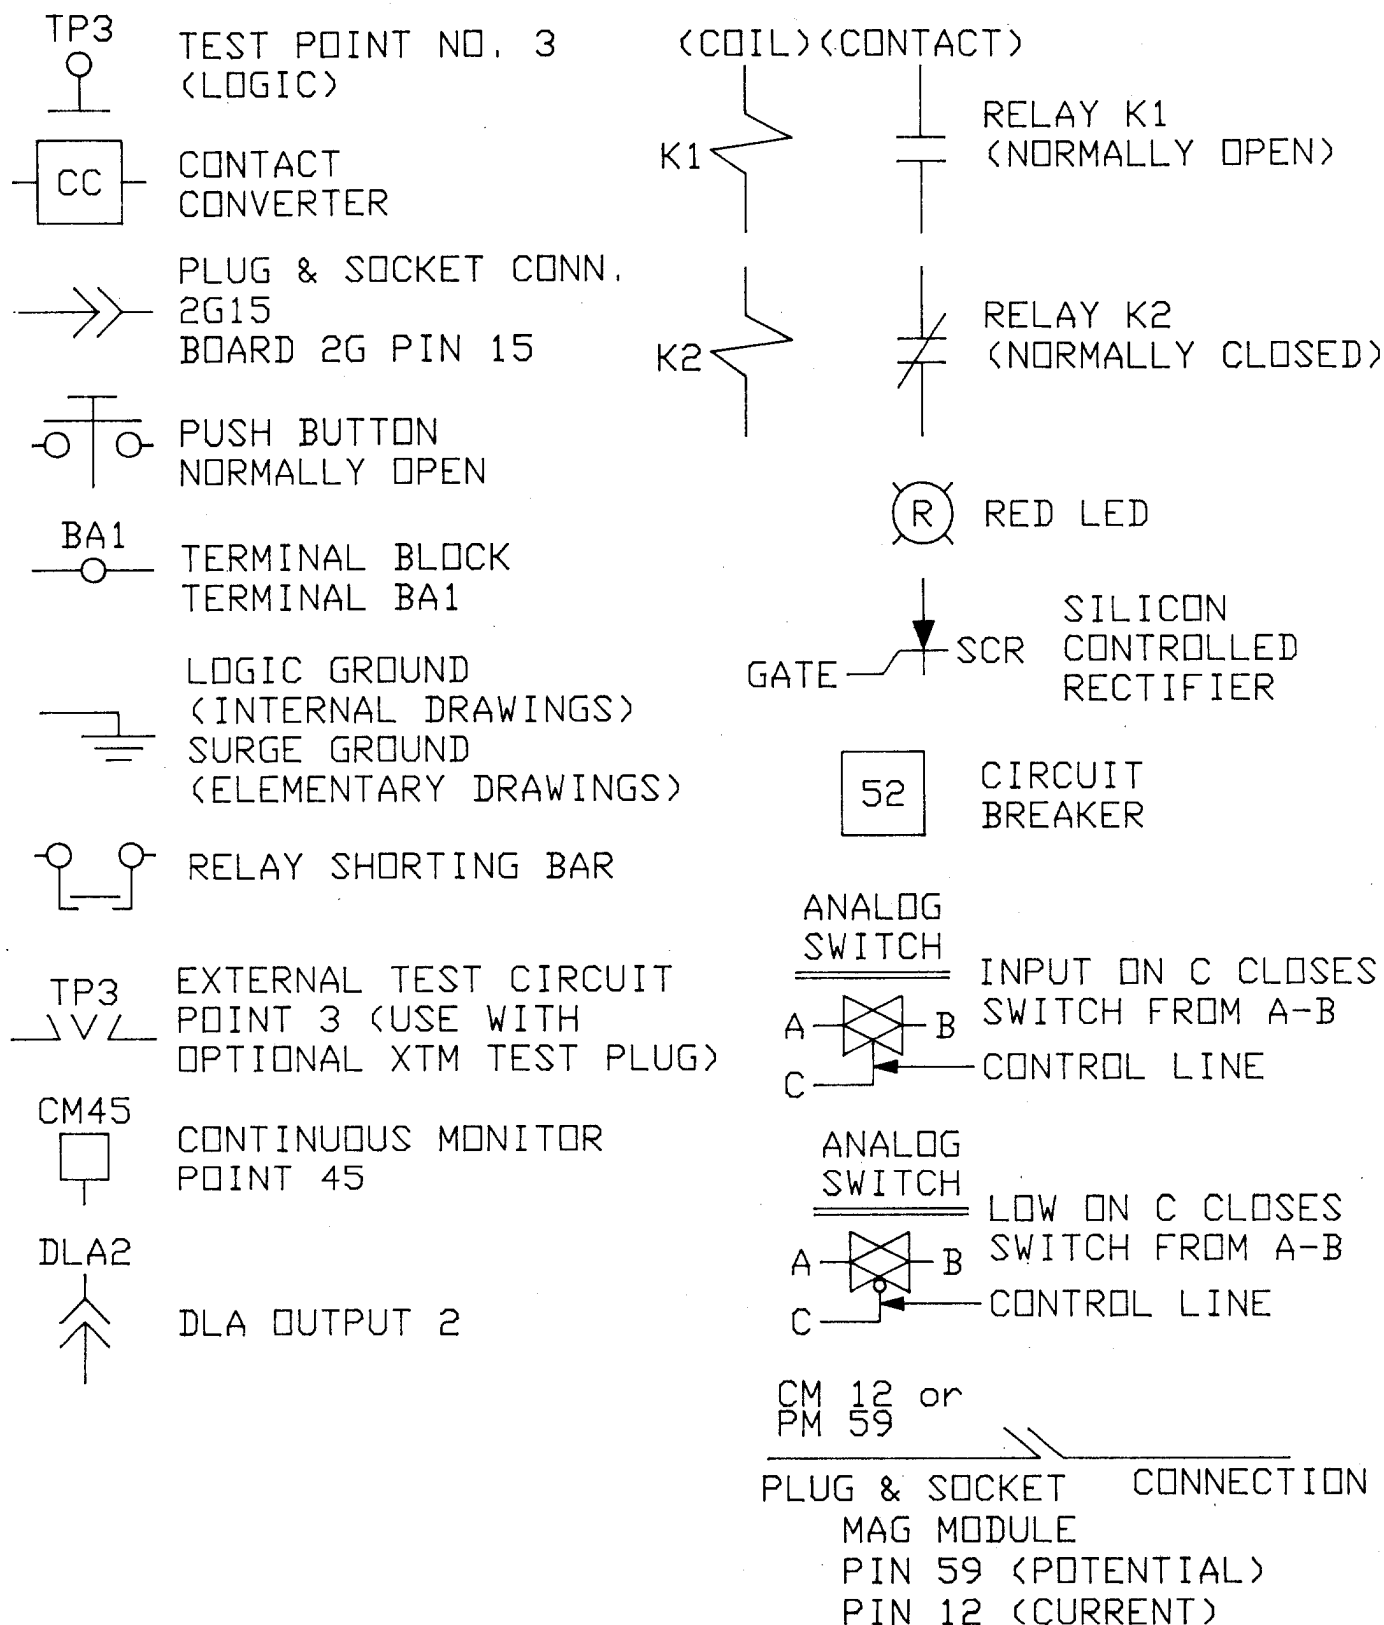 TP3
TEST POINT NO. 3
(LOGIC)
CC
CONTACT
CONVERTER
PLUG & SOCKET CONN.
2G15
BOARD 2G PIN 15
PUSH BUTTON
NORMALLY OPEN
BA1
TERMINAL BLOCK
TERMINAL BA1
LOGIC GROUND
(INTERNAL DRAWINGS)
SURGE GROUND
(ELEMENTARY DRAWINGS)
RELAY SHORTING BAR
TP3
EXTERNAL TEST CIRCUIT
POINT 3 (USE WITH
OPTIONAL XTM TEST PLUG)
CM45
CONTINUOUS MONITOR
POINT 45
DLA2
DLA OUTPUT 2
(COIL) (CONTACT)
K1
RELAY K1
(NORMALLY OPEN)
K2
RELAY K2
(NORMALLY CLOSED)
R
RED LED
GATE
SCR
SILICON
CONTROLLED
RECTIFIER
52
CIRCUIT
BREAKER
ANALOG
SWITCH
A
B
C
INPUT ON C CLOSES
SWITCH FROM A-B
CONTROL LINE
ANALOG
SWITCH
A
B
C
LOW ON C CLOSES
SWITCH FROM A-B
CONTROL LINE
CM 12 or
PM 59
PLUG & SOCKET CONNECTION
MAG MODULE
PIN 59 (POTENTIAL)
PIN 12 (CURRENT)